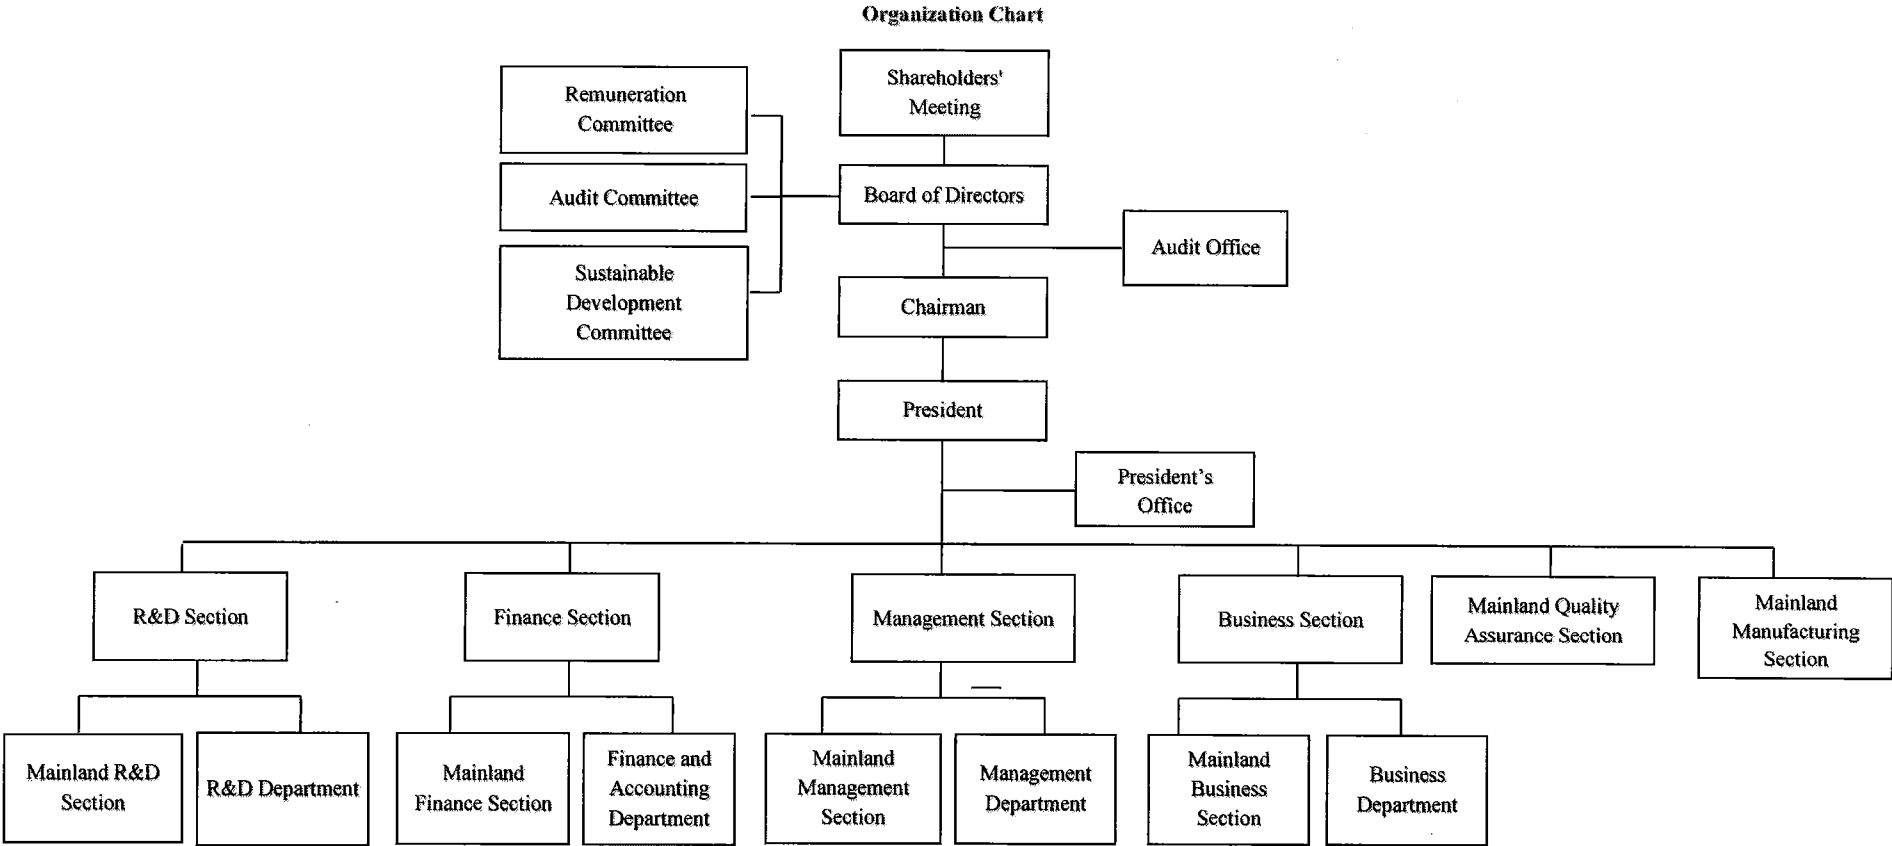 Organization Chart
Shareholders'
Meeting
Remuneration
Committee
Audit Committee
Board of Directors
Audit Office
Sustainable
Development
Committee
Chairman
President
President's
Office
R&D Section
Finance Section
Management Section
Business Section
Mainland Quality
Assurance Section
Mainland
Manufacturing
Section
Mainland R&D
Section
R&D Department
Mainland
Finance Section
Finance and
Accounting
Department
Mainland
Management
Section
Management
Department
Mainland
Business
Section
Business
Department